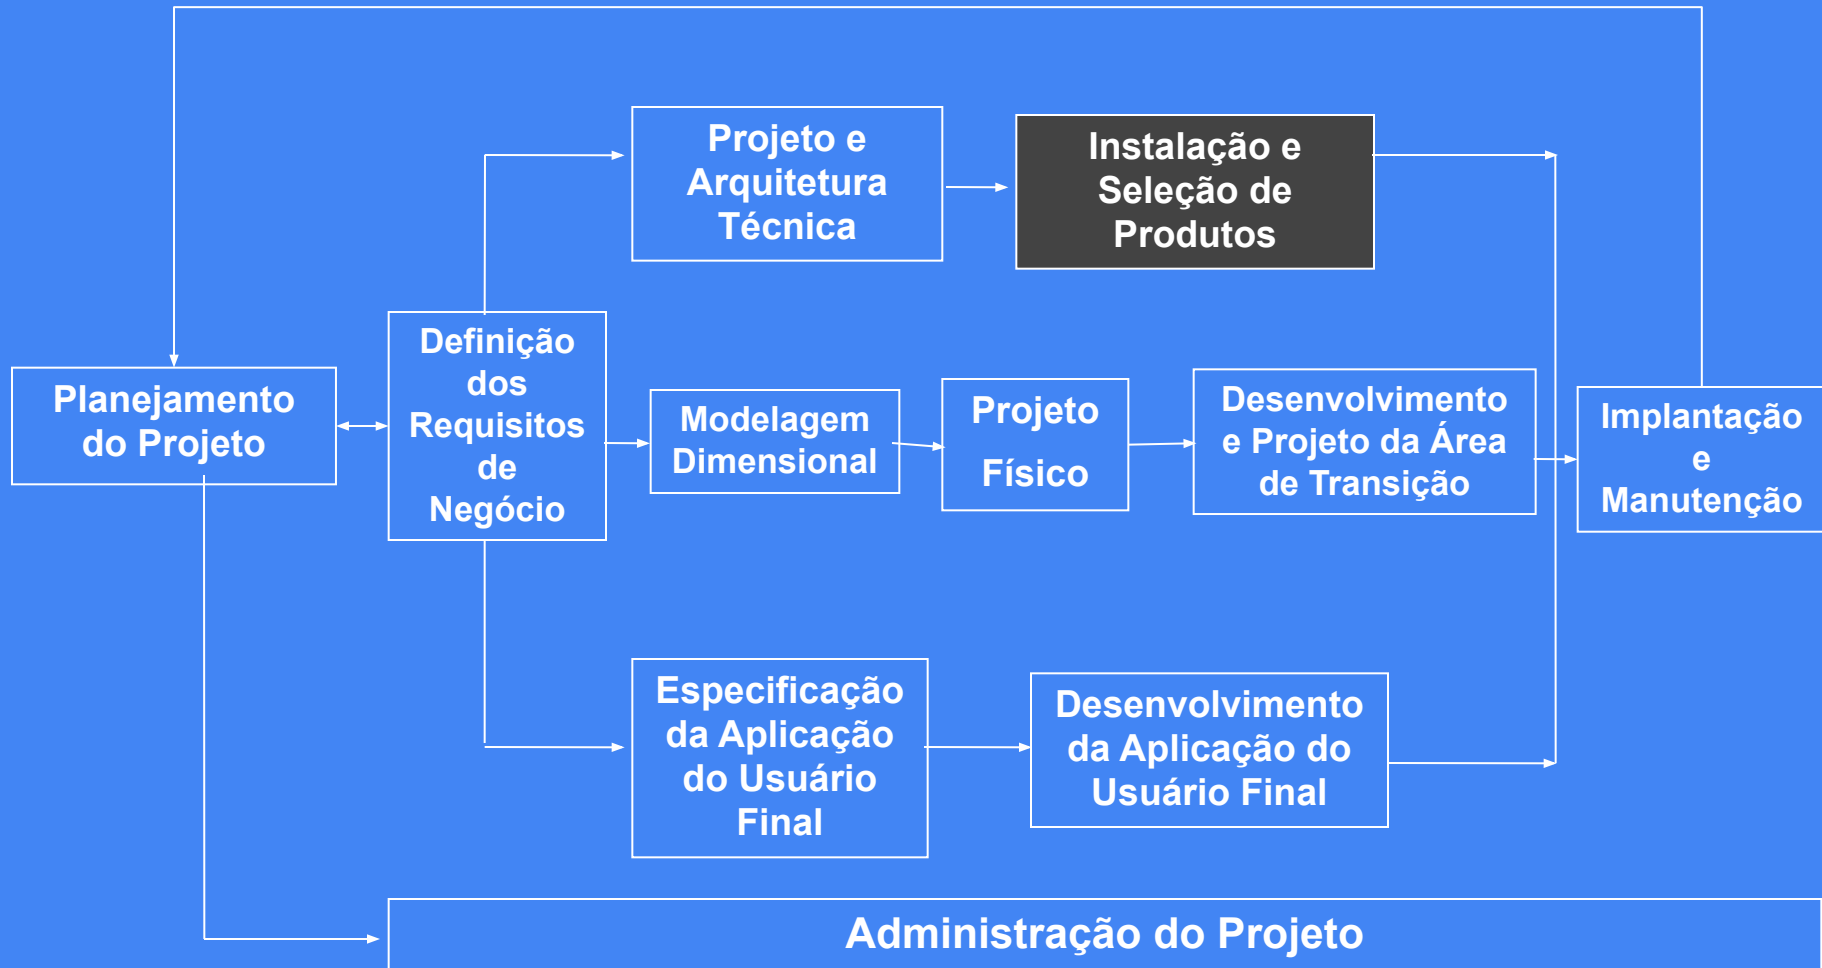 Projeto e
Arquitetura
Técnica
Instalação e
Seleção de
Produtos
Planejamento
do Projeto
Definição
dos
Requisitos
de
Negócio
Modelagem
Dimensional
Projeto
Físico
Desenvolvimento
e Projeto da Área
de Transição
Implantação
e
Manutenção
Especificação
da Aplicação
do Usuário
Final
Desenvolvimento
da Aplicação do
Usuário Final
Administração do Projeto